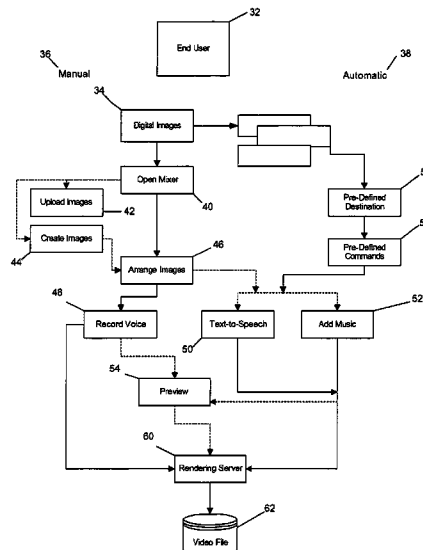 32
End User
36
Manual
38
Automatic
34
Digital Images
Open Mixer
40
Upload Images
42
Create Images
44
Pre-Defined
Destination
Pre-Defined
Commands
46
Arrange Images
48
Record Voice
Text-to-Speech
50
Add Music
52
54
Preview
60
Rendering Server
62
Video File